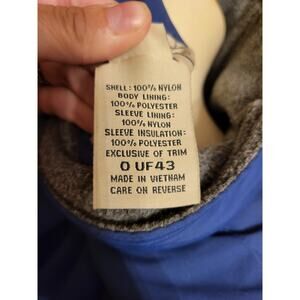 SHELL: 100% NYLON
BODY LINING:
100% POLYESTER
SLEEVE LINING:
100% NYLON
SLEEVE INSULATION:
100% POLYESTER
EXCLUSIVE OF TRIM
O UF43
MADE IN VIETNAM
CARE ON REVERSE